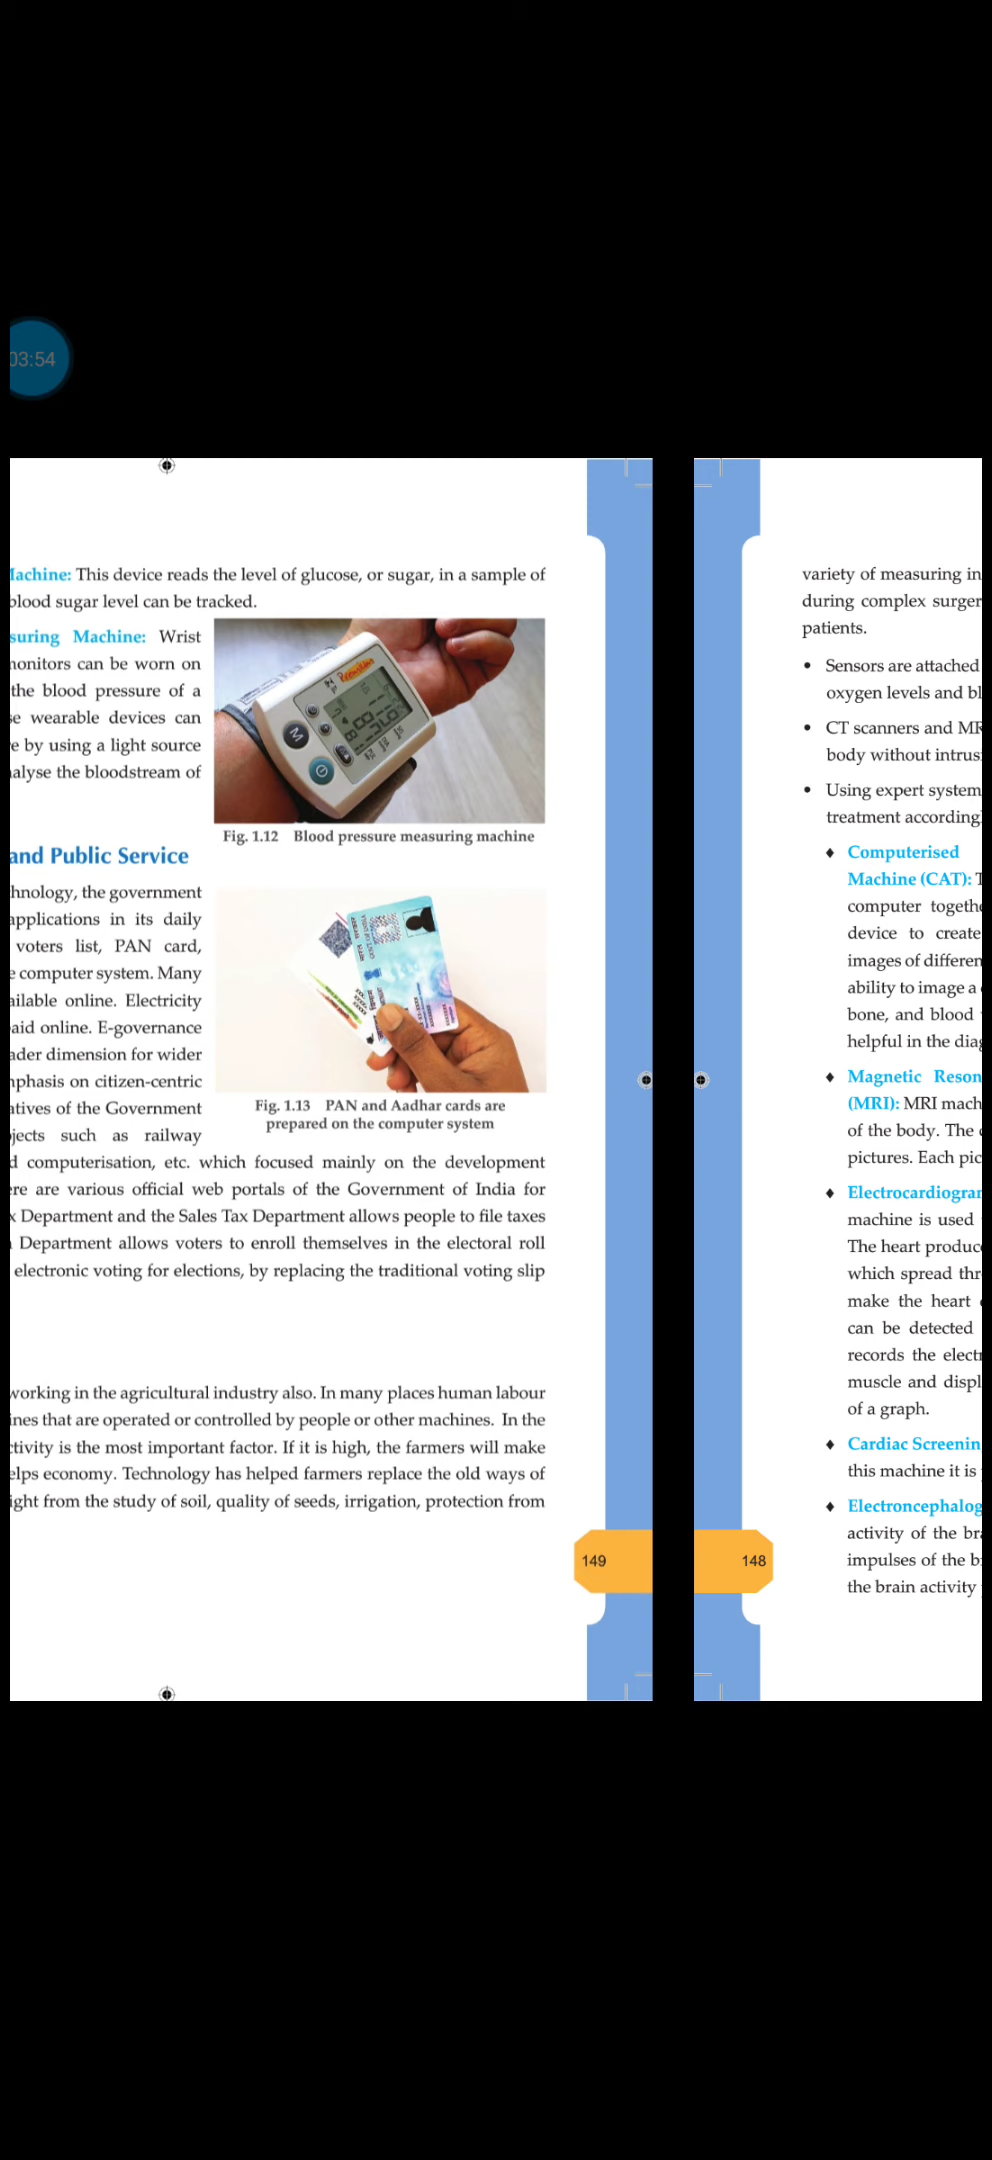 03:54
Machine: This device reads the level of glucose, or sugar, in a sample of
blood sugar level can be tracked.
suring Machine: Wrist
monitors can be worn on
the blood pressure of a
se wearable devices can
re by using a light source
nalyse the bloodstream of
M
Fig. 1.12 Blood pressure measuring machine
and Public Service
hnology, the government
applications in its daily
voters list, PAN card,
e computer system. Many
ailable online. Electricity
paid online. E-governance
ader dimension for wider
mphasis on citizen-centric
atives of the Government
jects such as railway
Fig. 1.13 PAN and Aadhar cards are
prepared on the computer system
d computerisation, etc. which focused mainly on the development
ere are various official web portals of the Government of India for
x Department and the Sales Tax Department allows people to file taxes
Department allows voters to enroll themselves in the electoral roll
electronic voting for elections, by replacing the traditional voting slip
working in the agricultural industry also. In many places human labour
ines that are operated or controlled by people or other machines. In the
ctivity is the most important factor. If it is high, the farmers will make
elps economy. Technology has helped farmers replace the old ways of
ight from the study of soil, quality of seeds, irrigation, protection from
149
variety of measuring in
during complex surger
patients.
• Sensors are attached
oxygen levels and bl
• CT scanners and MR
body without intrus
• Using expert system
treatment according
♦ Computerised
Machine (CAT): T
computer togethe
device to create
images of differen
ability to image a
bone, and blood
helpful in the diag
♦ Magnetic Reson
(MRI): MRI mach
of the body. The
pictures. Each pic
♦ Electrocardiogram
machine is used
The heart produce
which spread thr
make the heart
can be detected
records the electr
muscle and displ
of a graph.
♦ Cardiac Screenin
this machine it is
♦ Electroncephalog
activity of the bra
impulses of the b
the brain activity
148